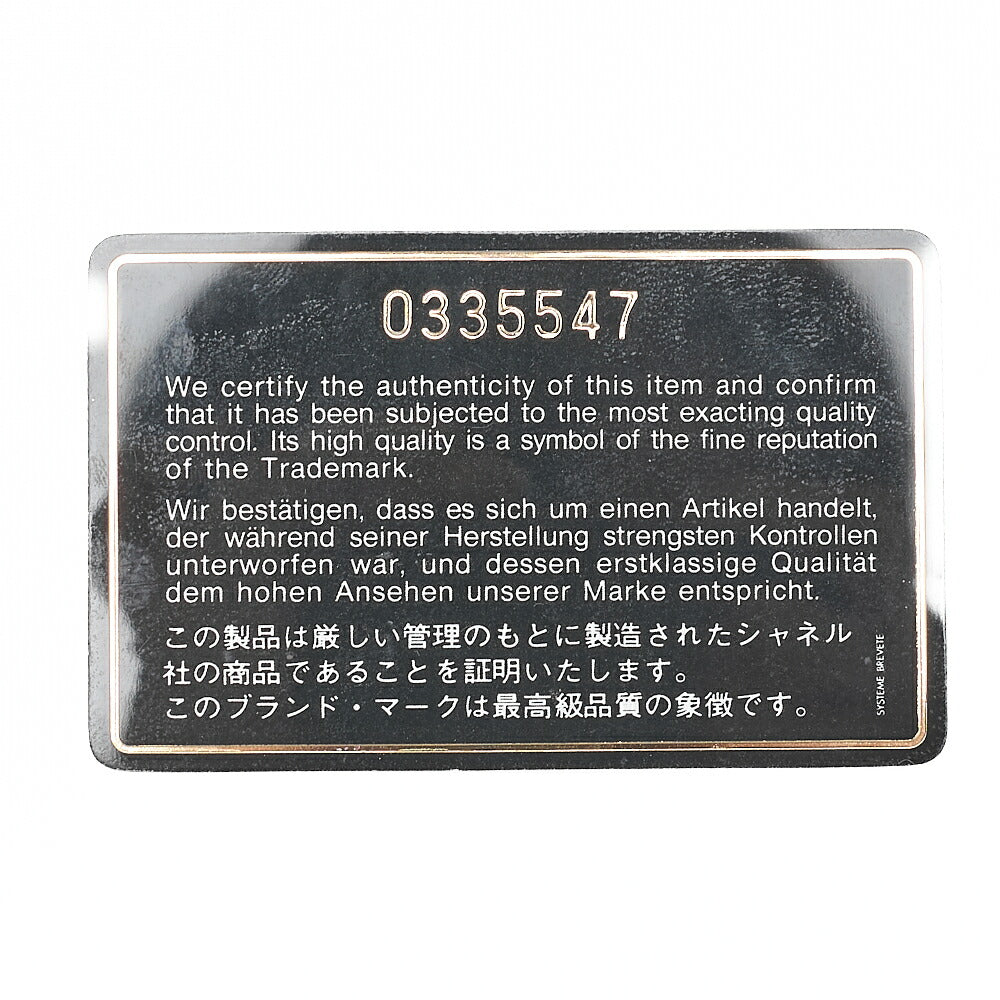 0335547
We certify the authenticity of this item and confirm
that it has been subjected to the most exacting quality
control. Its high quality is a symbol of the fine reputation
of the Trademark.
Wir bestätigen, dass es sich um einen Artikel handelt,
der während seiner Herstellung strengsten Kontrollen
unterworfen war, und dessen erstklassige Qualität
dem hohen Ansehen unserer Marke entspricht.
この製品は厳しい管理のもとに製造されたシャネル
社の商品であることを証明いたします。
このブランド・マークは最高級品質の象徴です。
SYSTEME BREVETE